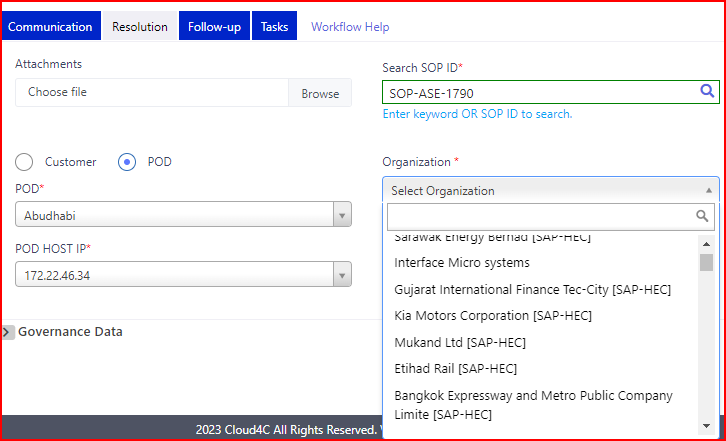 Communication
Resolution
Follow-up
Tasks
Workflow Help
Attachments
Choose file
Browse
Search SOP ID*
SOP-ASE-1790
Enter keyword OR SOP ID to search.
Customer
POD
POD*
Abudhabi
POD HOST IP*
172.22.46.34
Organization *
Select Organization
Sarawak Energy Berhad [SAP-HEC]
Interface Micro systems
Gujarat International Finance Tec-City [SAP-HEC]
Kia Motors Corporation [SAP-HEC]
Mukand Ltd [SAP-HEC]
Etihad Rail [SAP-HEC]
Bangkok Expressway and Metro Public Company
Limite [SAP-HEC]
Governance Data
2023 Cloud4C All Rights Reserved.